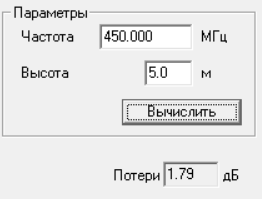 Параметры
Частота 450.000 МГц
Высота 5.0 м
Вычислить
Потери 1.79 дБ